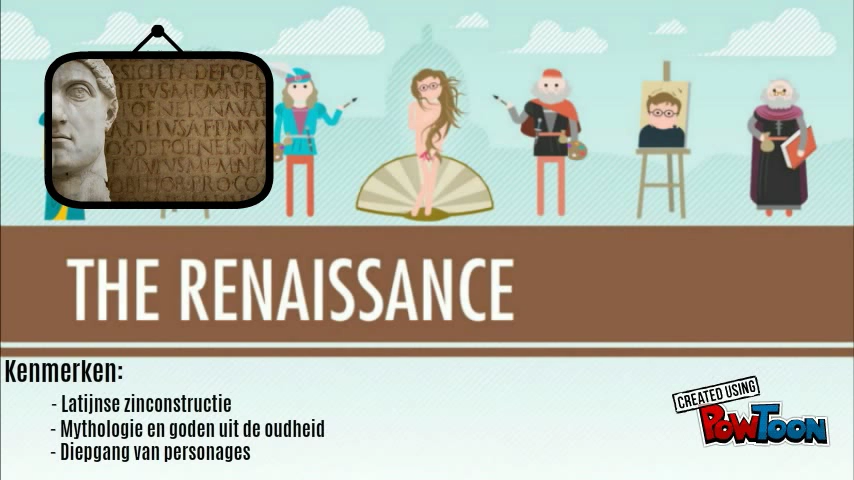 THE RENAISSANCE
Kenmerken:
- Latijnse zinconstructie
- Mythologie en goden uit de oudheid
- Diepgang van personages
CREATED USING
POWTOON